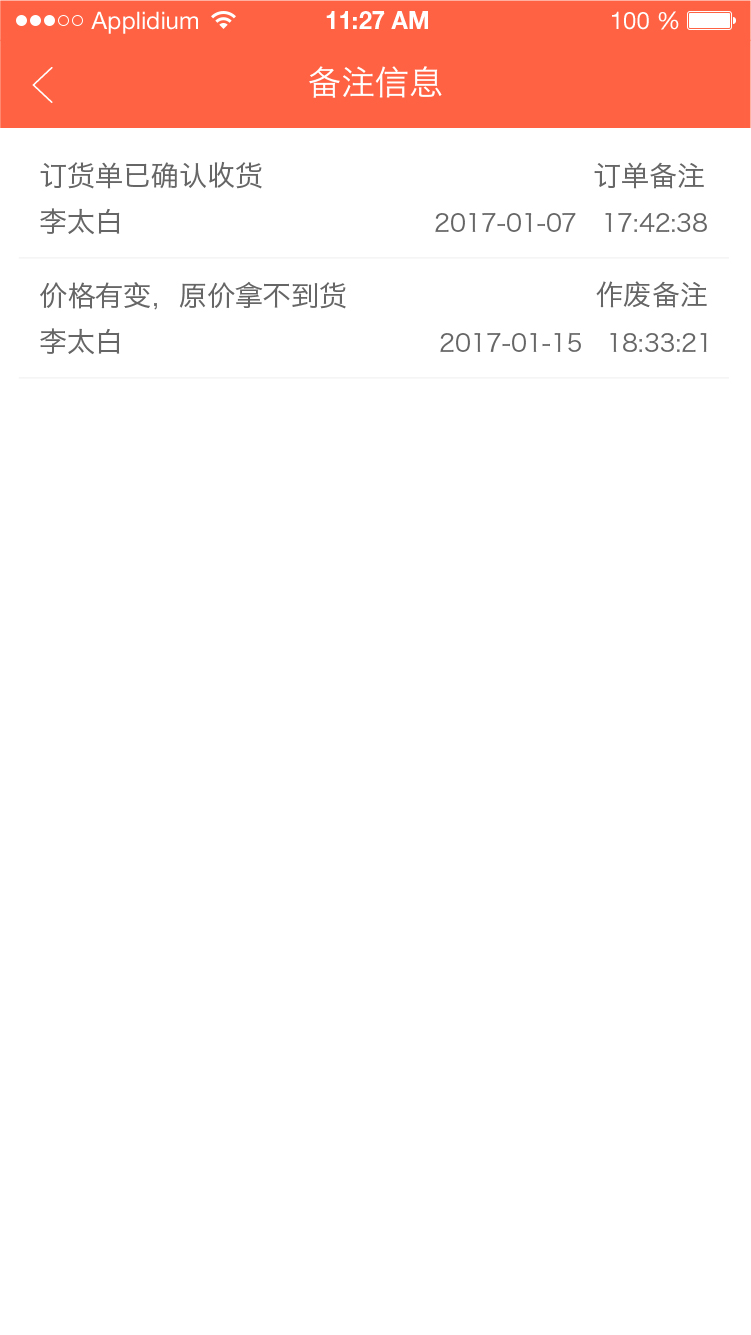 Applidium 11:27 AM 100 %
备注信息
订货单已确认收货 订单备注
李太白 2017-01-07 17:42:38
价格有变，原价拿不到货 作废备注
李太白 2017-01-15 18:33:21